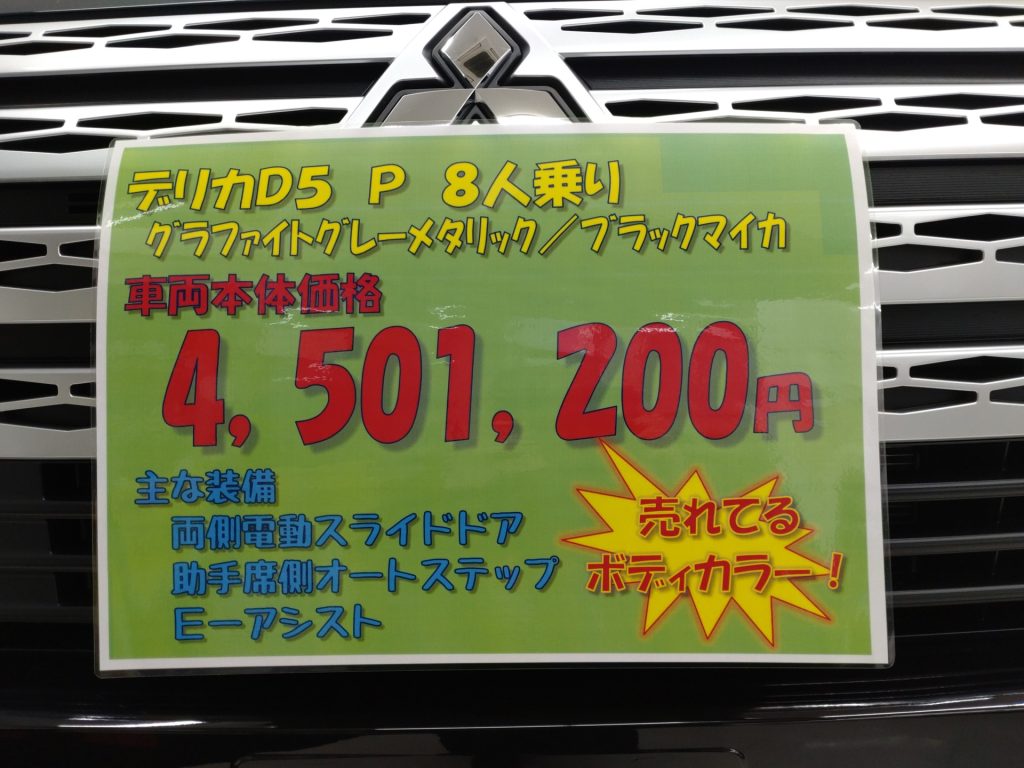 デリカD5 P 8人乗り
グラファイトグレーメタリック／ブラックマイカ
車両本体価格
4,501,200円
主な装備
両側電動スライドドア
助手席側オートステップ
E－アシスト
売れてる
ボディカラー！